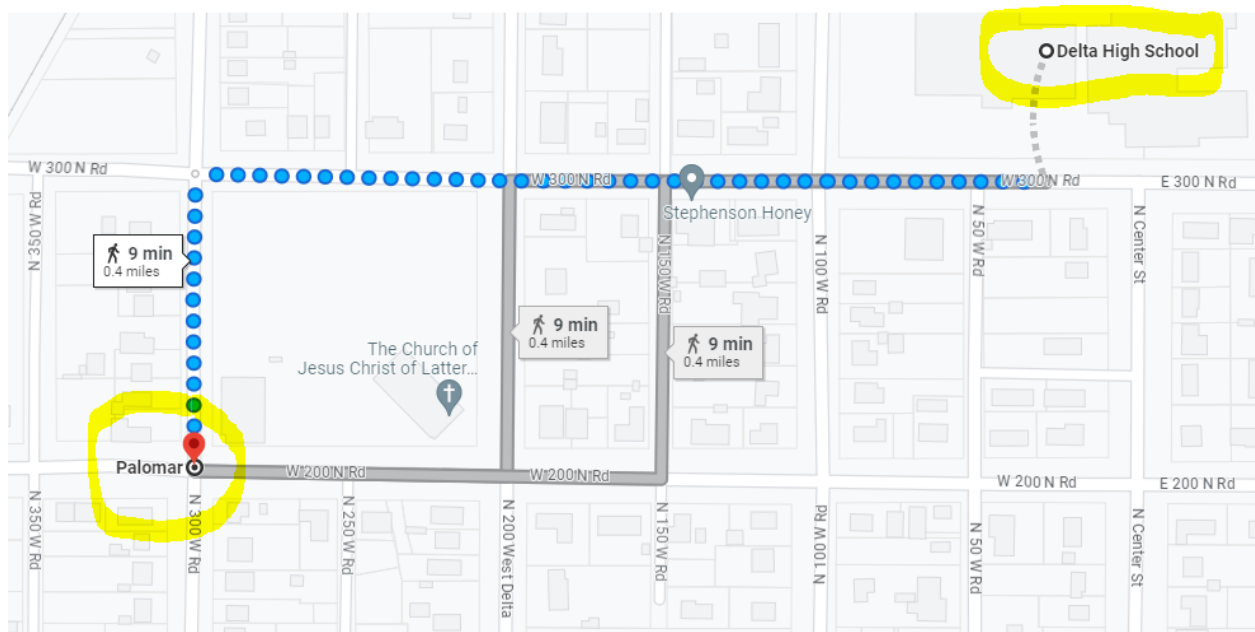 Delta High School
W 300 N Rd
W 300 N Rd
W 300 N Rd
E 300 N Rd
Stephenson Honey
N 350 W Rd
9 min
0.4 miles
N 150 W Rd
N 100 W Rd
N 50 W Rd
N Center St
9 min
0.4 miles
9 min
0.4 miles
The Church of
Jesus Christ of Latter...
Palomar
W 200 N Rd
W 200 N Rd
W 200 N Rd
E 200 N Rd
N 350 W Rd
N 300 W Rd
N 250 W Rd
N 200 West Delta
N 150 W Rd
N 100 W Rd
N 50 W Rd
N Center St